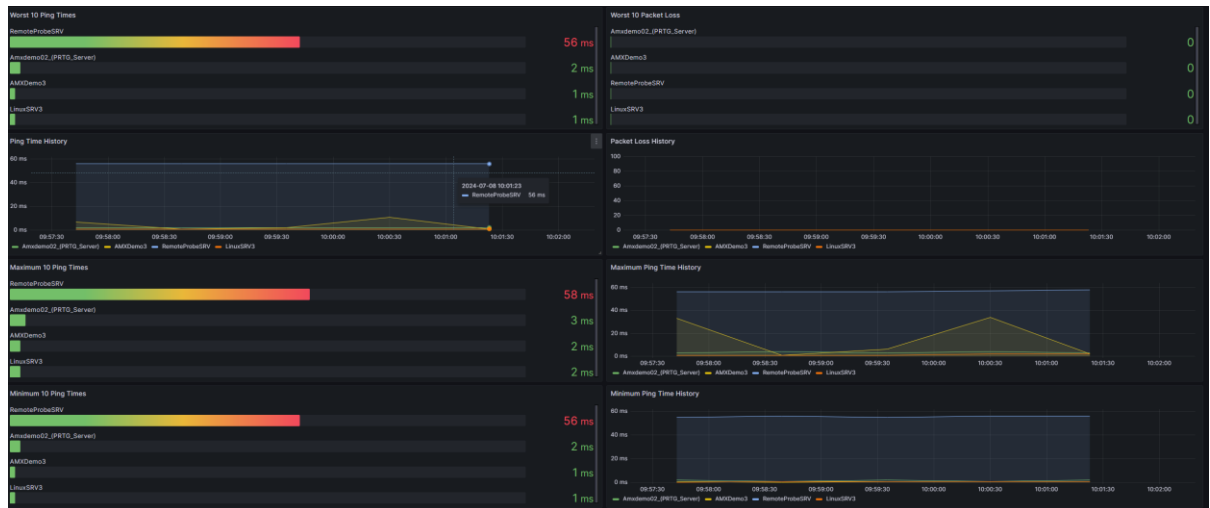 Worst 10 Ping Times
RemoteProbeSRV
56 ms
Amxdemo02_(PRTG_Server)
2 ms
AMXDemo3
1 ms
LinuxSRV3
1 ms
Worst 10 Packet Loss
Amxdemo02_(PRTG_Server)
0
AMXDemo3
0
RemoteProbeSRV
0
LinuxSRV3
0
Ping Time History
60 ms
40 ms
20 ms
0 ms
2024-07-08 10:01:23
RemoteProbeSRV 56 ms
09:57:30 09:58:00 09:58:30 09:59:00 09:59:30 10:00:00 10:00:30 10:01:00 10:01:30 10:02:00
Amxdemo02_(PRTG_Server) AMXDemo3 RemoteProbeSRV LinuxSRV3
Packet Loss History
100
80
60
40
20
0
09:57:30 09:58:00 09:58:30 09:59:00 09:59:30 10:00:00 10:00:30 10:01:00 10:01:30 10:02:00
Amxdemo02_(PRTG_Server) AMXDemo3 RemoteProbeSRV LinuxSRV3
Maximum 10 Ping Times
RemoteProbeSRV
58 ms
Amxdemo02_(PRTG_Server)
3 ms
AMXDemo3
2 ms
LinuxSRV3
2 ms
Maximum Ping Time History
60 ms
40 ms
20 ms
0 ms
09:57:30 09:58:00 09:58:30 09:59:00 09:59:30 10:00:00 10:00:30 10:01:00 10:01:30 10:02:00
Amxdemo02_(PRTG_Server) AMXDemo3 RemoteProbeSRV LinuxSRV3
Minimum 10 Ping Times
RemoteProbeSRV
56 ms
Amxdemo02_(PRTG_Server)
2 ms
AMXDemo3
1 ms
LinuxSRV3
1 ms
Minimum Ping Time History
60 ms
40 ms
20 ms
0 ms
09:57:30 09:58:00 09:58:30 09:59:00 09:59:30 10:00:00 10:00:30 10:01:00 10:01:30 10:02:00
Amxdemo02_(PRTG_Server) AMXDemo3 RemoteProbeSRV LinuxSRV3